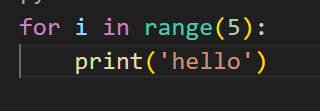 for i in range(5):
    print('hello')